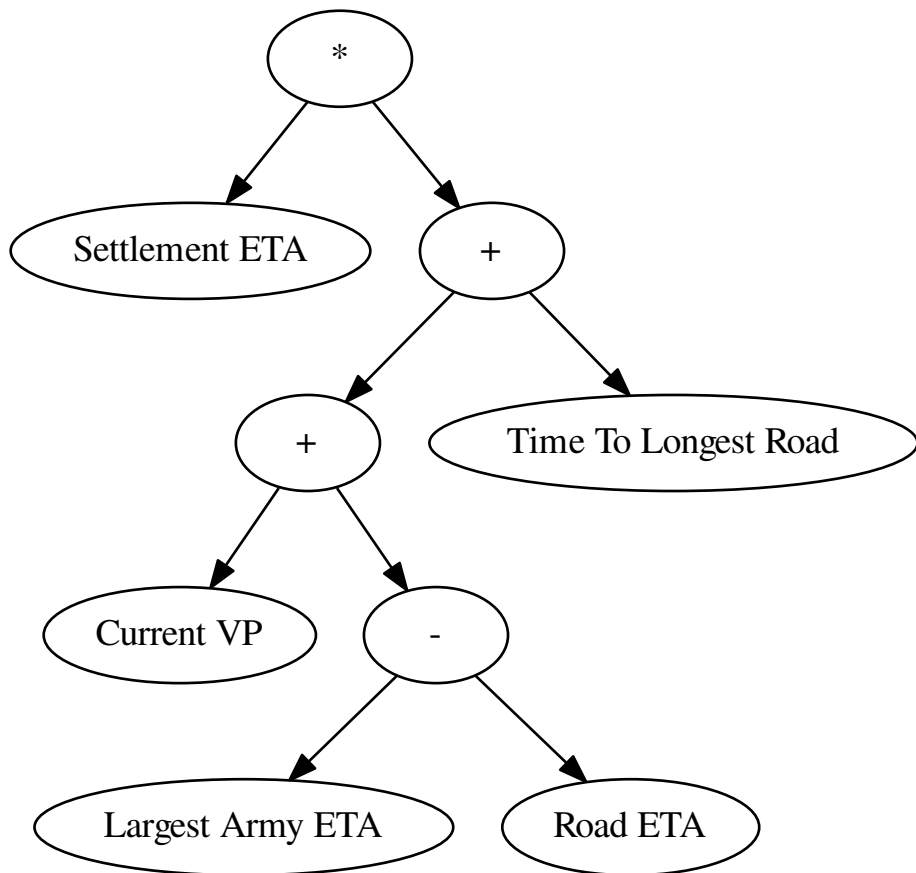 *
Settlement ETA
+
+
Time To Longest Road
Current VP
-
Largest Army ETA
Road ETA